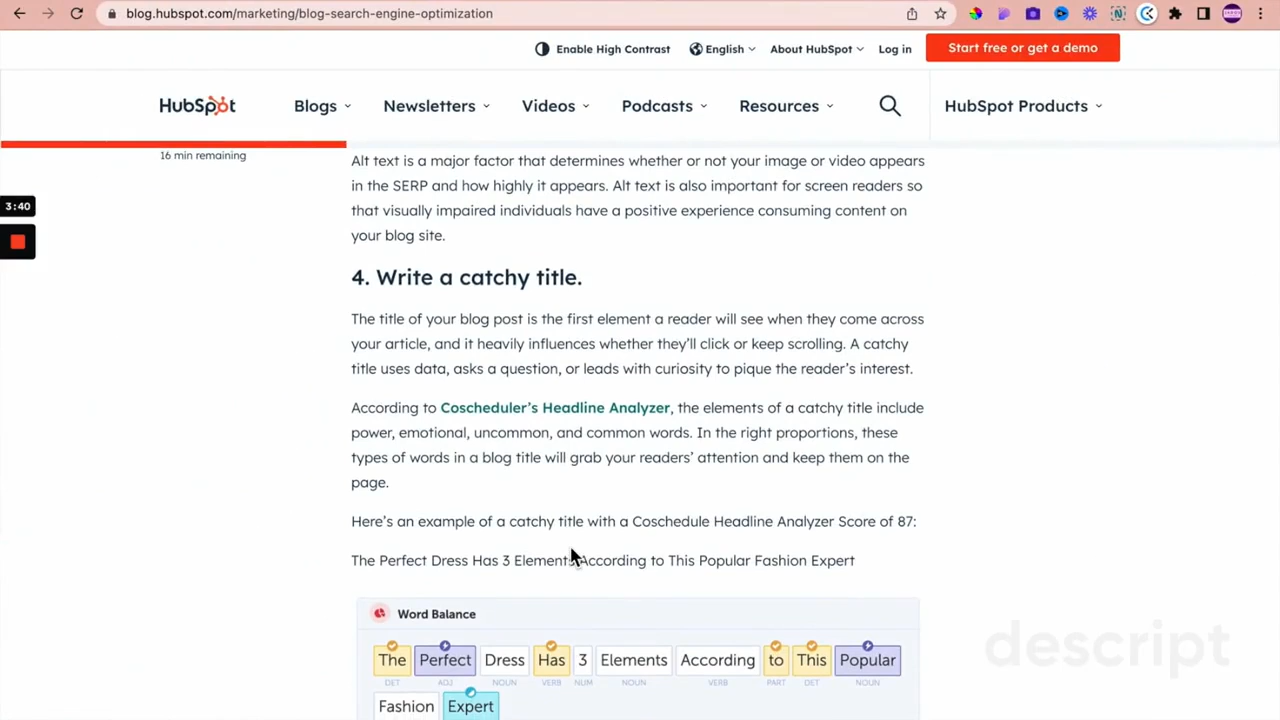 blog.hubspot.com/marketing/blog-search-engine-optimization
Enable High Contrast English About HubSpot Log in Start free or get a demo
HubSpot Blogs Newsletters Videos Podcasts Resources HubSpot Products
16 min remaining
3:40
Alt text is a major factor that determines whether or not your image or video appears
in the SERP and how highly it appears. Alt text is also important for screen readers so
that visually impaired individuals have a positive experience consuming content on
your blog site.
4. Write a catchy title.
The title of your blog post is the first element a reader will see when they come across
your article, and it heavily influences whether they'll click or keep scrolling. A catchy
title uses data, asks a question, or leads with curiosity to pique the reader's interest.
According to Coscheduler's Headline Analyzer, the elements of a catchy title include
power, emotional, uncommon, and common words. In the right proportions, these
types of words in a blog title will grab your readers' attention and keep them on the
page.
Here's an example of a catchy title with a Coschedule Headline Analyzer Score of 87:
The Perfect Dress Has 3 Elements According to This Popular Fashion Expert
Word Balance
The Perfect Dress Has 3 Elements According to This Popular
DET ADJ NOUN VERB NUM NOUN VERB PART DET NOUN
Fashion Expert
descript